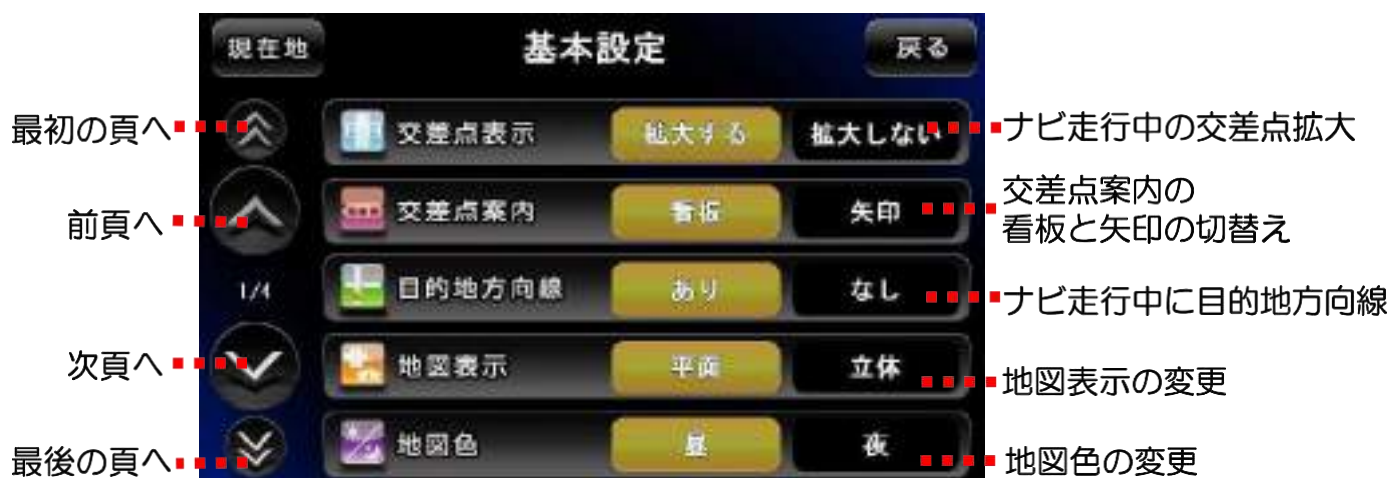 現在地 基本設定 戻る
最初の頁へ 交差点表示 拡大する 拡大しない ナビ走行中の交差点拡大
前頁へ 交差点案内 看板 矢印 交差点案内の
看板と矢印の切替え
1/4 目的地方向線 あり なし ナビ走行中に目的地方向線
次頁へ 地図表示 平面 立体 地図表示の変更
最後の頁へ 地図色 昼 夜 地図色の変更